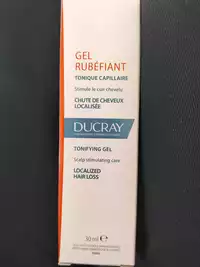 GEL
RUBÉFIANT
TONIQUE CAPILLAIRE
Stimule le cuir chevelu
CHUTE DE CHEVEUX
LOCALISÉE
DUCRAY
TONIFYING GEL
Scalp stimulating care
LOCALIZED
HAIR LOSS
30 ml e